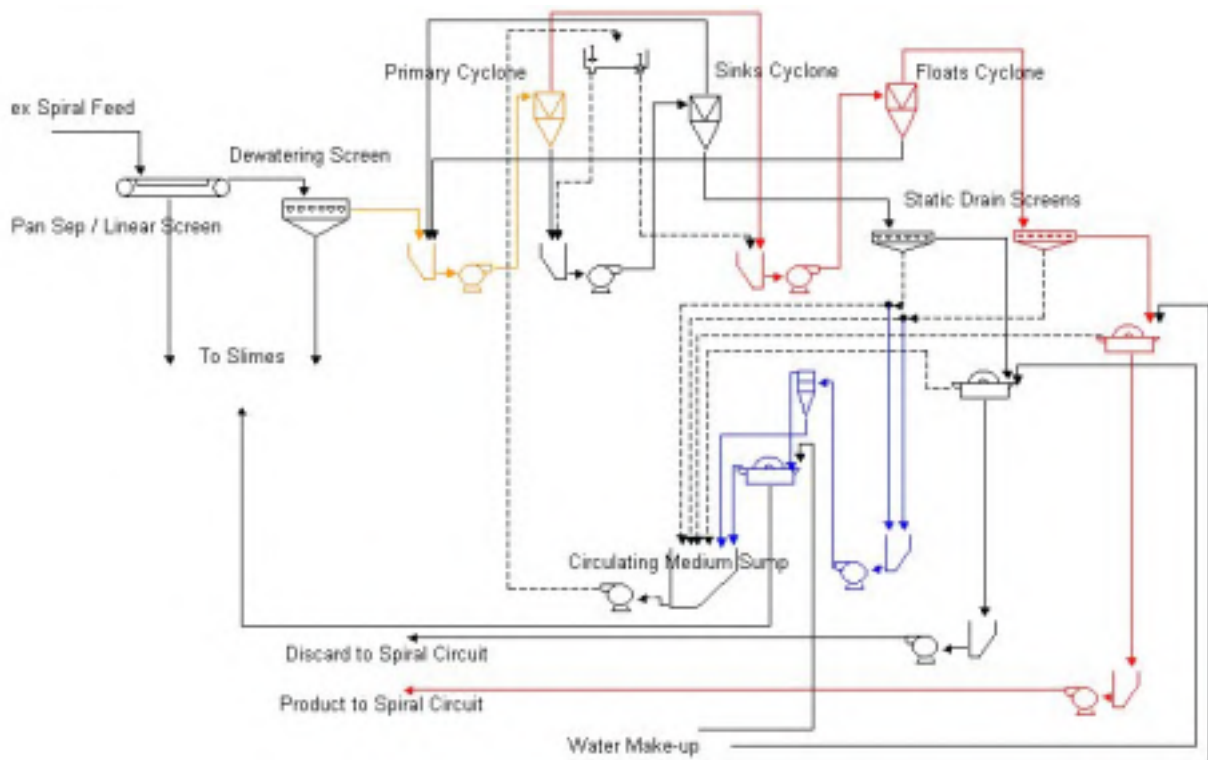 Primary Cyclone
Sinks Cyclone
Floats Cyclone
ex Spiral Feed
Dewatering Screen
Pan Sep / Linear Screen
Static Drain Screens
To Slimes
Circulating Medium Sump
Discard to Spiral Circuit
Product to Spiral Circuit
Water Make-up